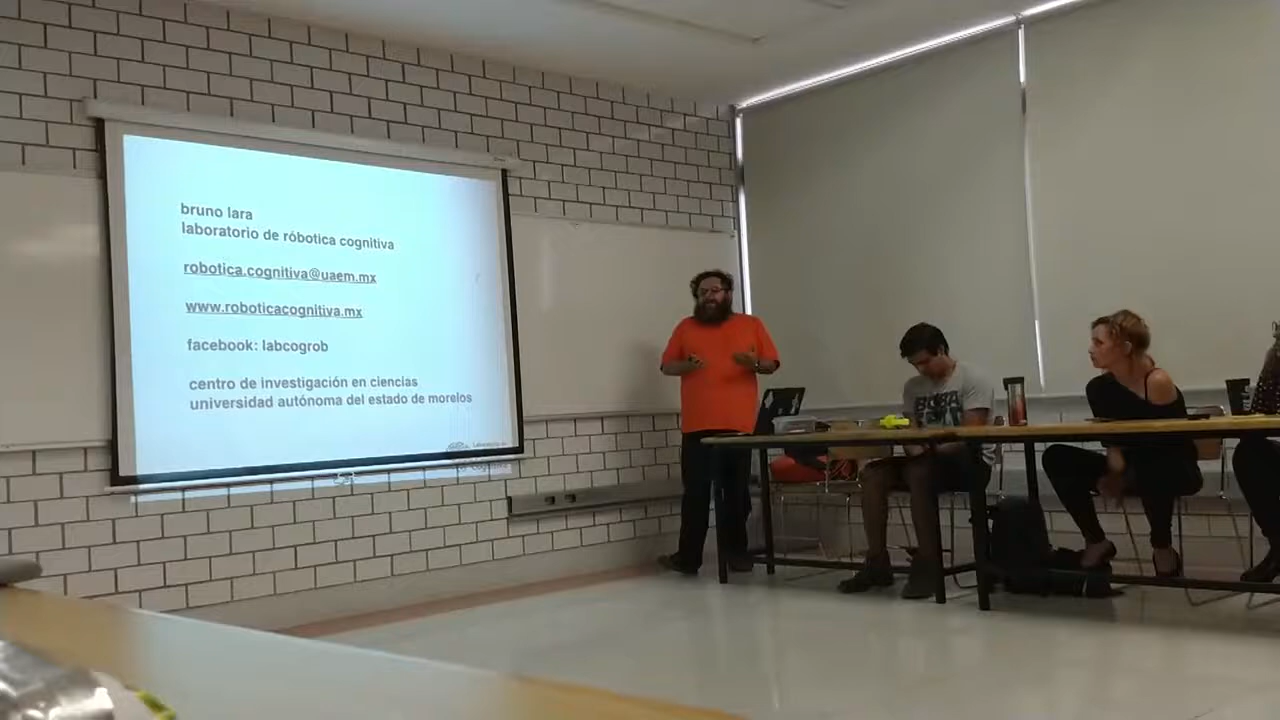 bruno lara
laboratorio de róbotica cognitiva
robotica.cognitiva@uaem.mx
www.roboticacognitiva.mx
facebook: labcogrob
centro de investigación en ciencias
universidad autónoma del estado de morelos